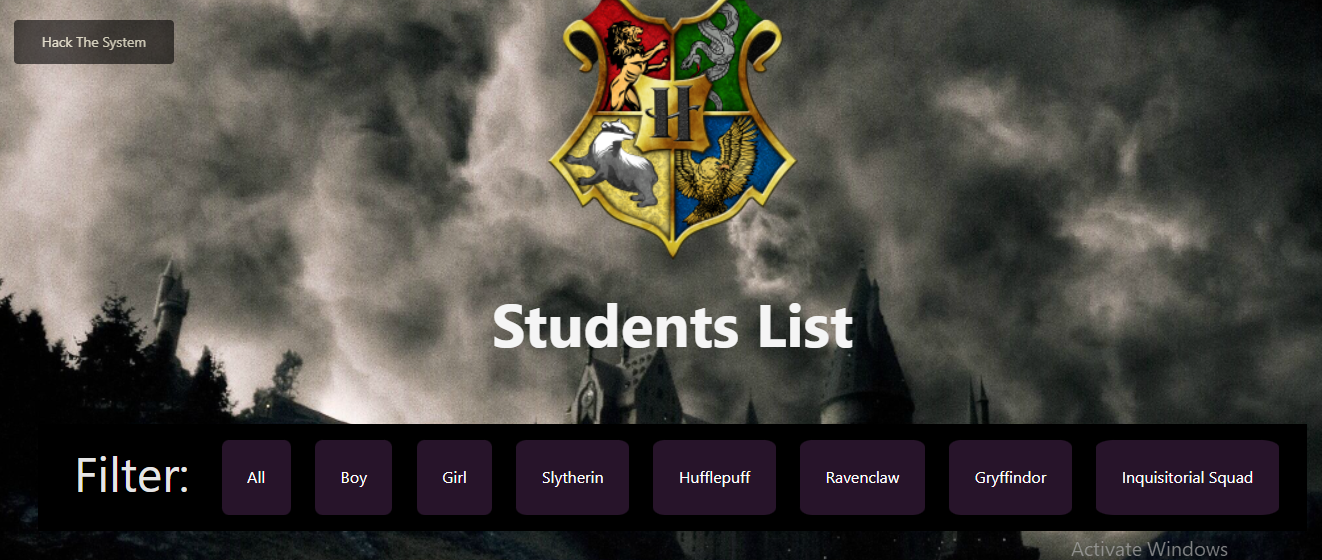 Hack The System
H
Students List
Filter: All Boy Girl Slytherin Hufflepuff Ravenclaw Gryffindor Inquisitorial Squad
Activate Windows